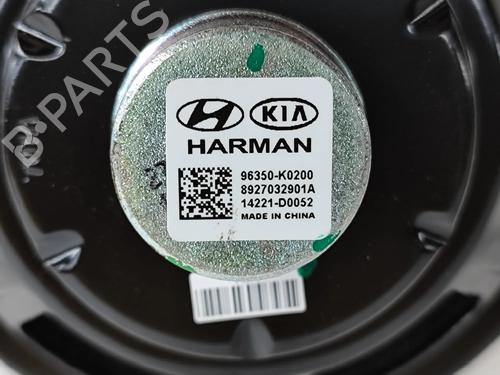 B-PARTS
KIA
HARMAN
96350-K0200
8927032901A
14221-D0052
MADE IN CHINA